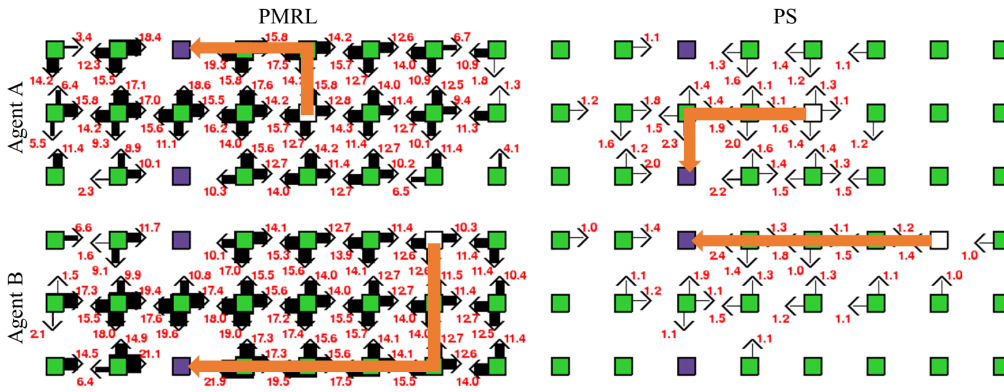 PMRL PS
Agent A
3.4 18.4 15.8 14.2 12.6 6.7 1.1
12.3 19.3 17.5 15.7 14.0 10.9 1.3 1.4 1.1
14.2 15.5 15.8 12.7 10.9 1.8 1.6 1.2
6.4 17.1 18.6 17.6 15.8 12.5 1.3 1.1 1.3
15.8 17.0 15.5 14.2 12.8 11.4 9.4 1.2 1.8 1.4 1.1 1.1
14.2 15.6 16.2 15.7 14.3 12.7 11.3 1.5 1.9 1.6
5.5 9.3 11.1 14.0 12.7 11.4 10.1 1.6 2.3 2.0 1.4 1.2
11.4 8.9 15.6 14.2 11.4 11.4 4.1 1.2 1.6 1.3
10.1 12.7 11.4 10.2 2.0 1.4 1.3
2.3 10.3 14.0 12.7 6.5 2.2 1.5 1.5
Agent B
6.6 11.7 14.1 12.7 11.4 10.3 1.0 1.4 1.3 1.1 1.2
1.6 10.1 15.3 13.9 12.6 11.4 2.4 1.8 1.5 1.4 1.0
9.1 17.0 15.6 14.1 12.6 1.4 1.0
1.5 9.9 10.8 15.6 14.0 12.7 11.5 10.4 1.1 1.9 1.3 1.1 1.0
17.3 19.4 17.4 15.6 14.0 12.6 11.4 1.2 1.1
15.5 17.6 18.0 17.2 15.5 14.0 12.7 1.5 1.2 1.1
2.1 18.0 19.6 19.0 17.4 15.7 14.0 12.5 1.1
14.9 17.3 15.6 14.1 12.7 11.4 1.1
14.5 21.1 17.3 15.6 14.1 12.6
6.4 21.9 19.5 17.5 15.5 14.0